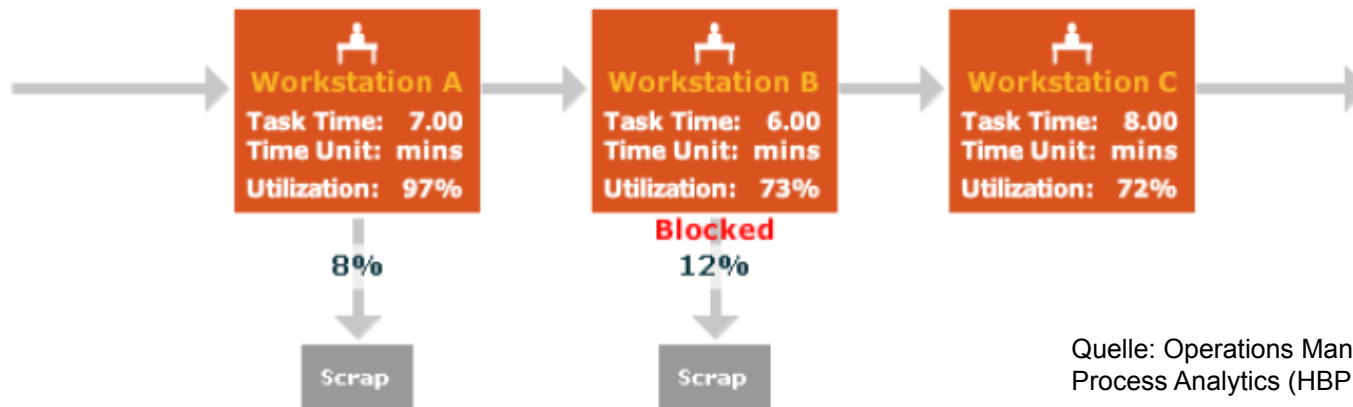 Workstation A
Task Time: 7.00
Time Unit: mins
Utilization: 97%
8%
Scrap
Workstation B
Task Time: 6.00
Time Unit: mins
Utilization: 73%
Blocked
12%
Scrap
Workstation C
Task Time: 8.00
Time Unit: mins
Utilization: 72%
Quelle: Operations Man
Process Analytics (HBP